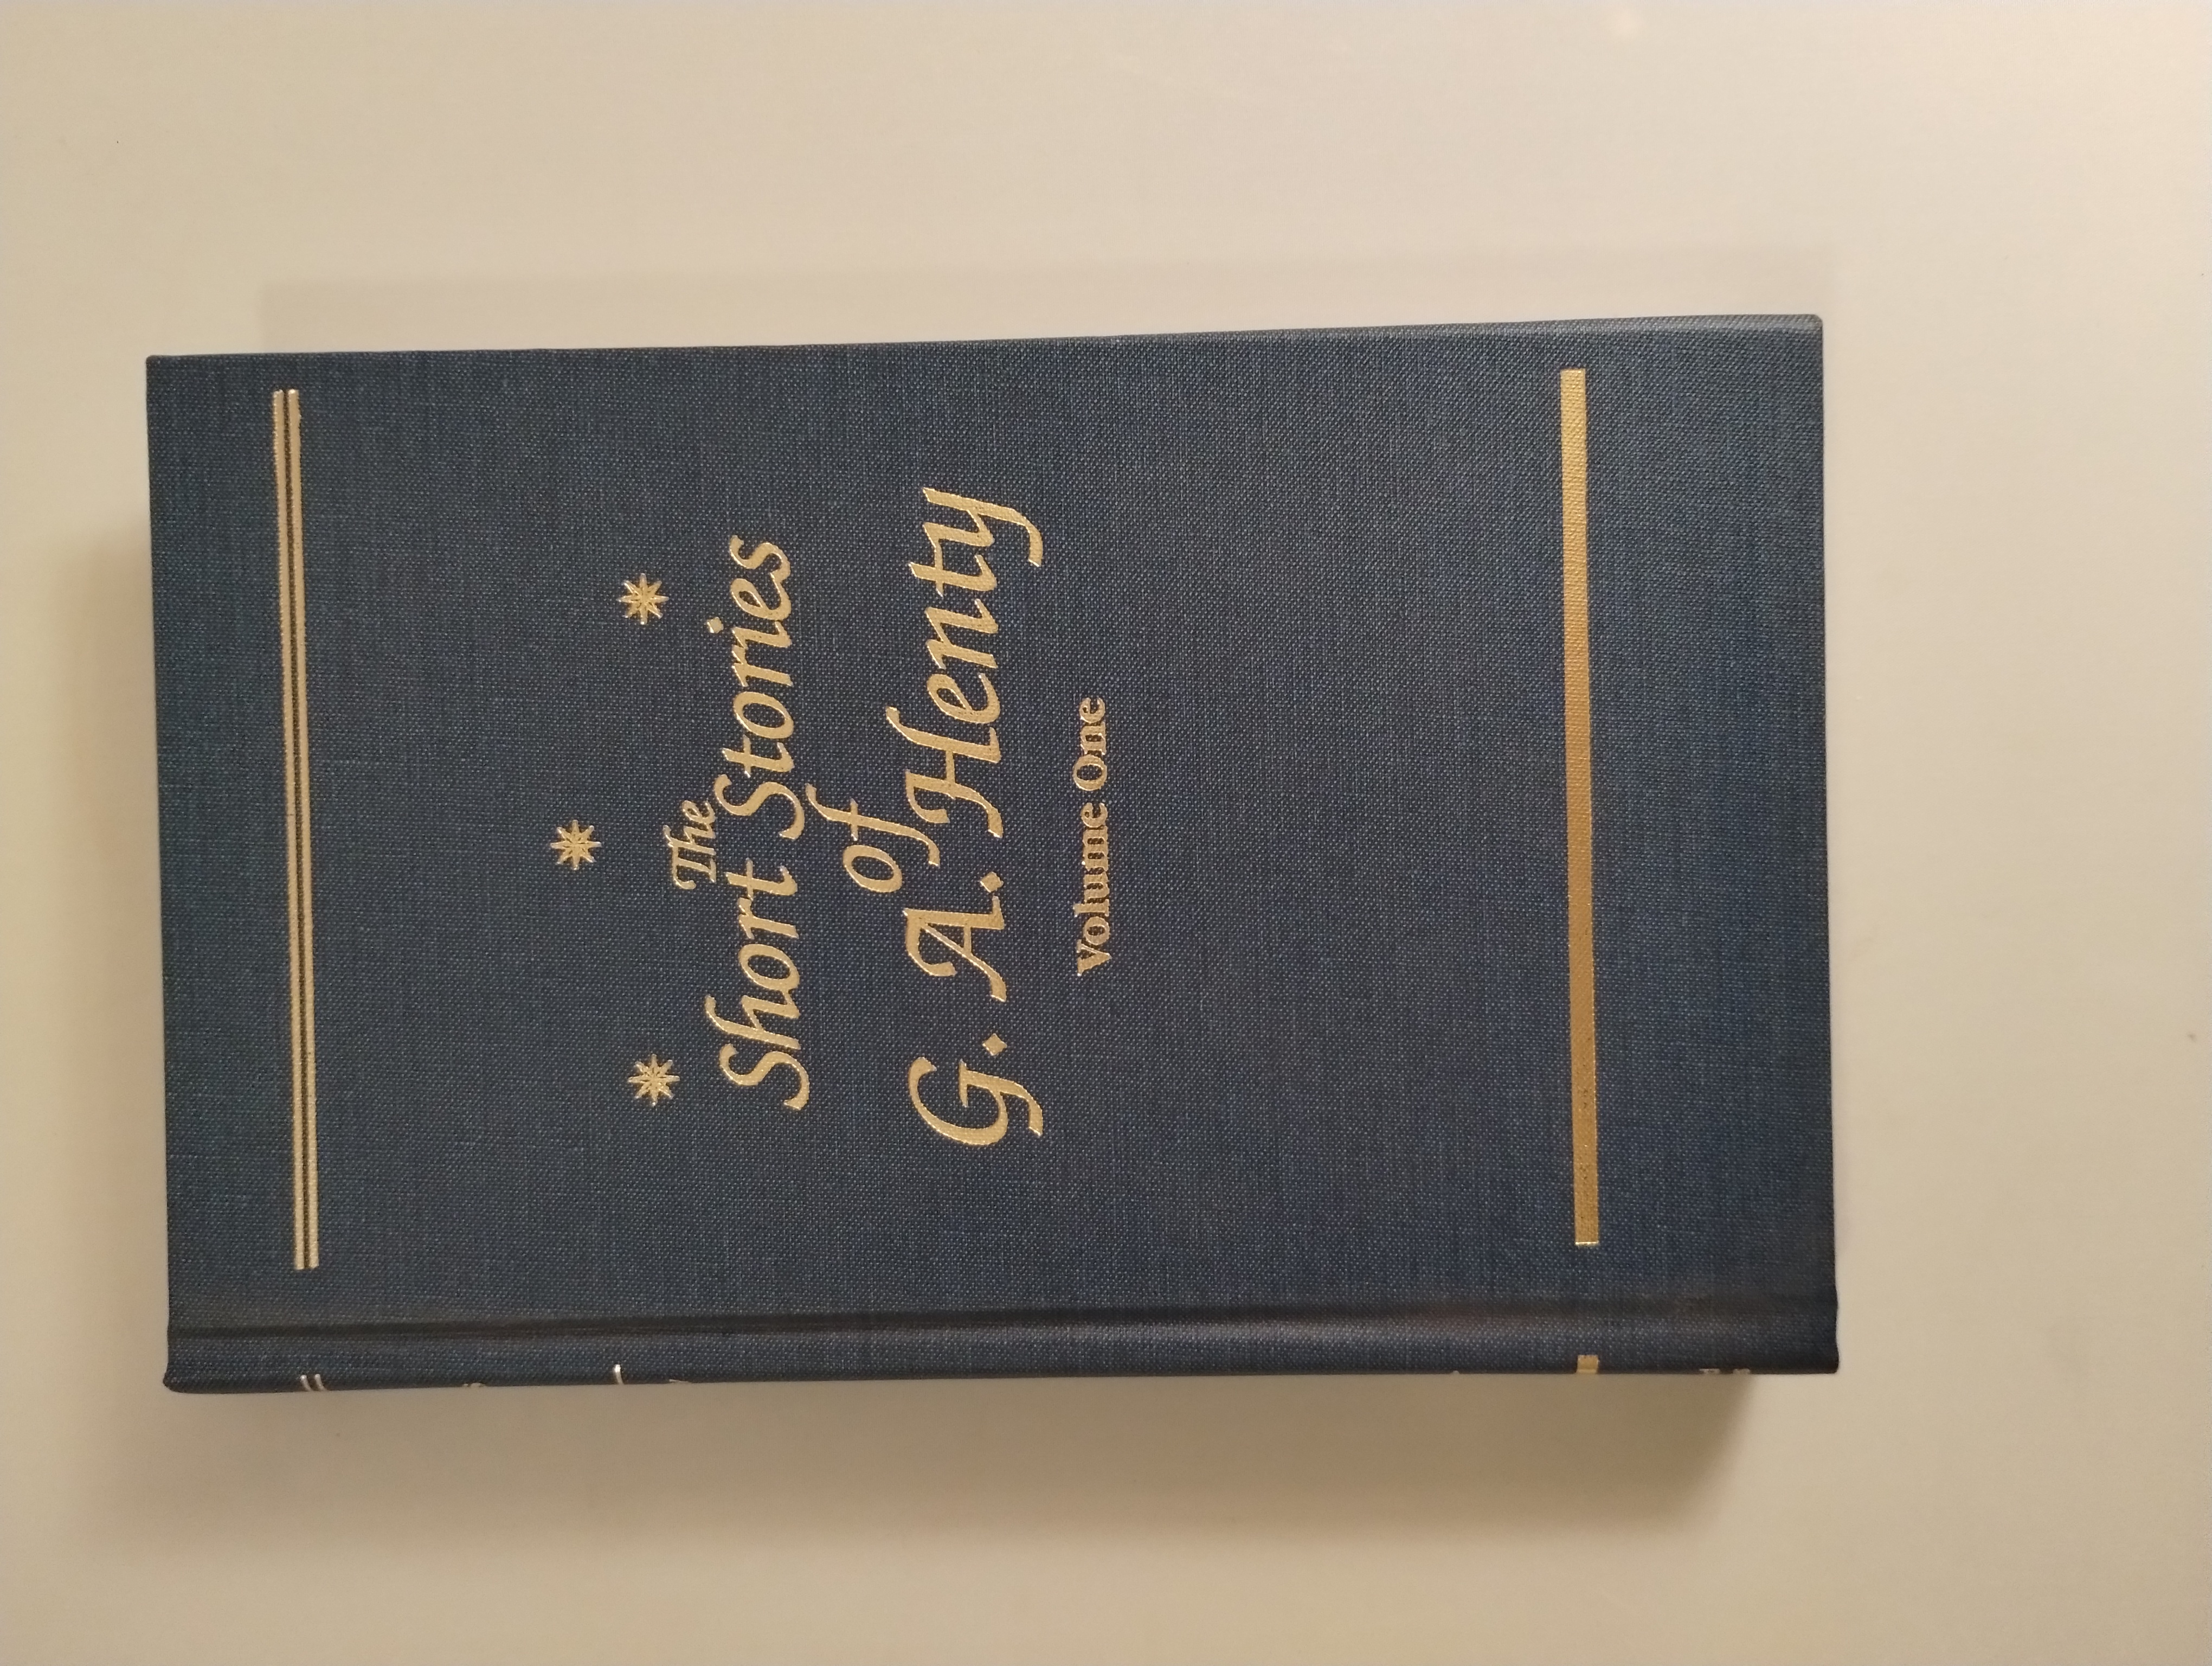 The
Short Stories
of
G. A. Henty
Volume One